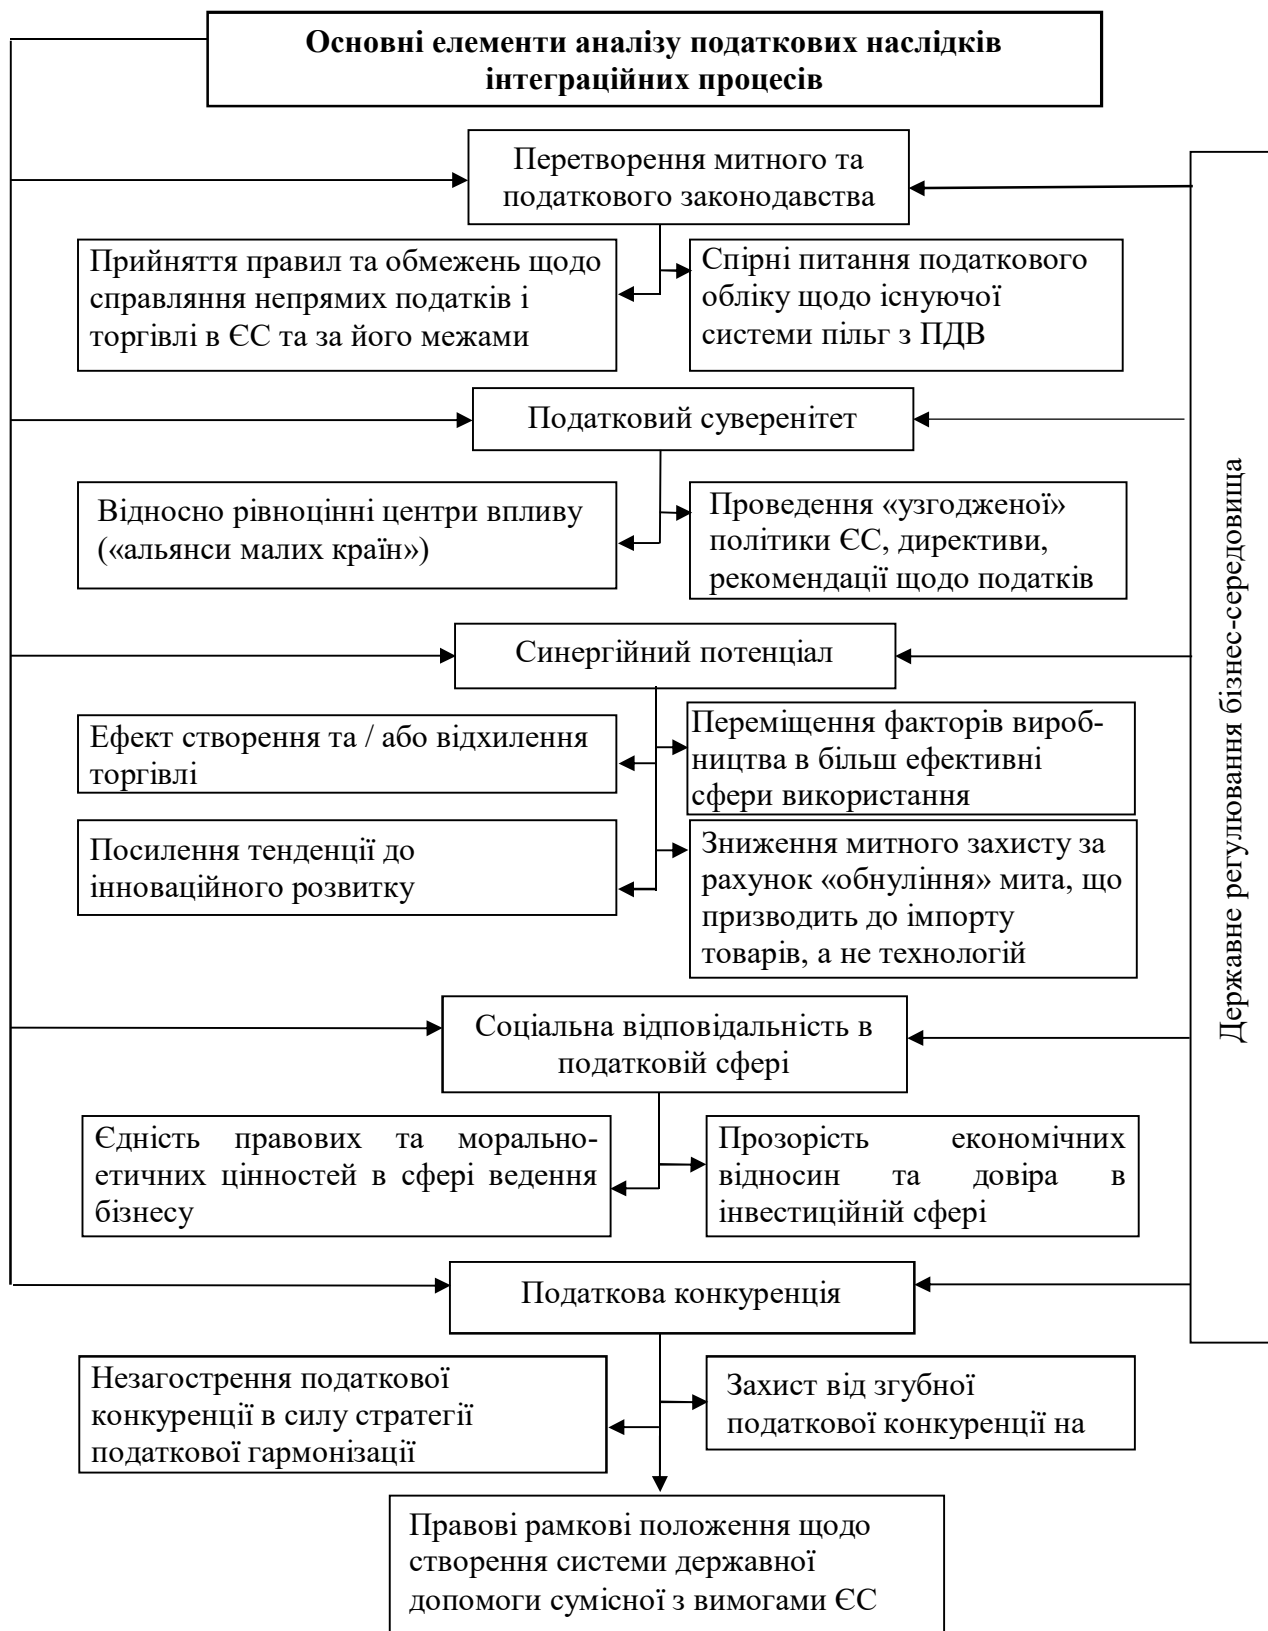 Основні елементи аналізу податкових наслідків
інтеграційних процесів
Перетворення митного та
податкового законодавства
Прийняття правил та обмежень щодо
справляння непрямих податків і
торгівлі в ЄС та за його межами
Спірні питання податкового
обліку щодо існуючої
системи пільг з ПДВ
Податковий суверенітет
Відносно рівноцінні центри впливу
(«альянси малих країн»)
Проведення «узгодженої»
політики ЄС, директиви,
рекомендації щодо податків
Синергійний потенціал
Ефект створення та / або відхилення
торгівлі
Переміщення факторів вироб-
ництва в більш ефективні
сфери використання
Посилення тенденції до
інноваційного розвитку
Зниження митного захисту за
рахунок «обнуління» мита, що
призводить до імпорту
товарів, а не технологій
Соціальна відповідальність в
податковій сфері
Єдність правових та морально-
етичних цінностей в сфері ведення
бізнесу
Прозорість економічних
відносин та довіра в
інвестиційній сфері
Податкова конкуренція
Незагострення податкової
конкуренції в силу стратегії
податкової гармонізації
Захист від згубної
податкової конкуренції на
Правові рамкові положення щодо
створення системи державної
допомоги сумісної з вимогами ЄС
Державне регулювання бізнес-середовища